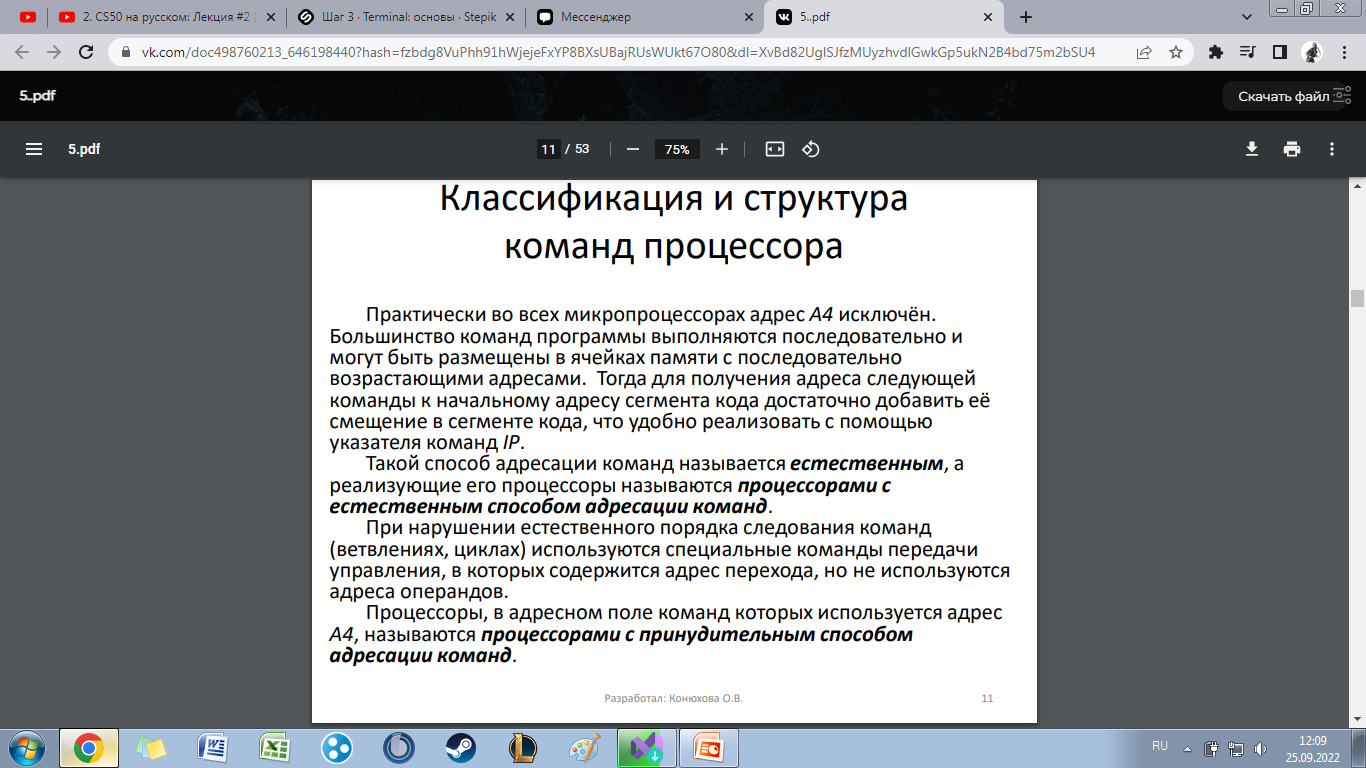 2. CS50 на русском: Лекция #2
Шаг 3 · Terminal: основы · Stepik
Мессенджер
5..pdf
vk.com/doc498760213_646198440?hash=fzbdg8VuPhh91hWjejeFxYP8BXsUBajRUsWUkt67O80&dl=XvBd82UglSJfzMUyzhvdlGwkGp5ukN2B4bd75m2bSU4
5..pdf
Скачать файл
5.pdf
11 / 53
75%
Классификация и структура
команд процессора
Практически во всех микропроцессорах адрес А4 исключён.
Большинство команд программы выполняются последовательно и
могут быть размещены в ячейках памяти с последовательно
возрастающими адресами. Тогда для получения адреса следующей
команды к начальному адресу сегмента кода достаточно добавить её
смещение в сегменте кода, что удобно реализовать с помощью
указателя команд IP.
Такой способ адресации команд называется естественным, а
реализующие его процессоры называются процессорами с
естественным способом адресации команд.
При нарушении естественного порядка следования команд
(ветвлениях, циклах) используются специальные команды передачи
управления, в которых содержится адрес перехода, но не используются
адреса операндов.
Процессоры, в адресном поле команд которых используется адрес
А4, называются процессорами с принудительным способом
адресации команд.
Разработал: Конюхова О.В.
11
RU
12:09
25.09.2022